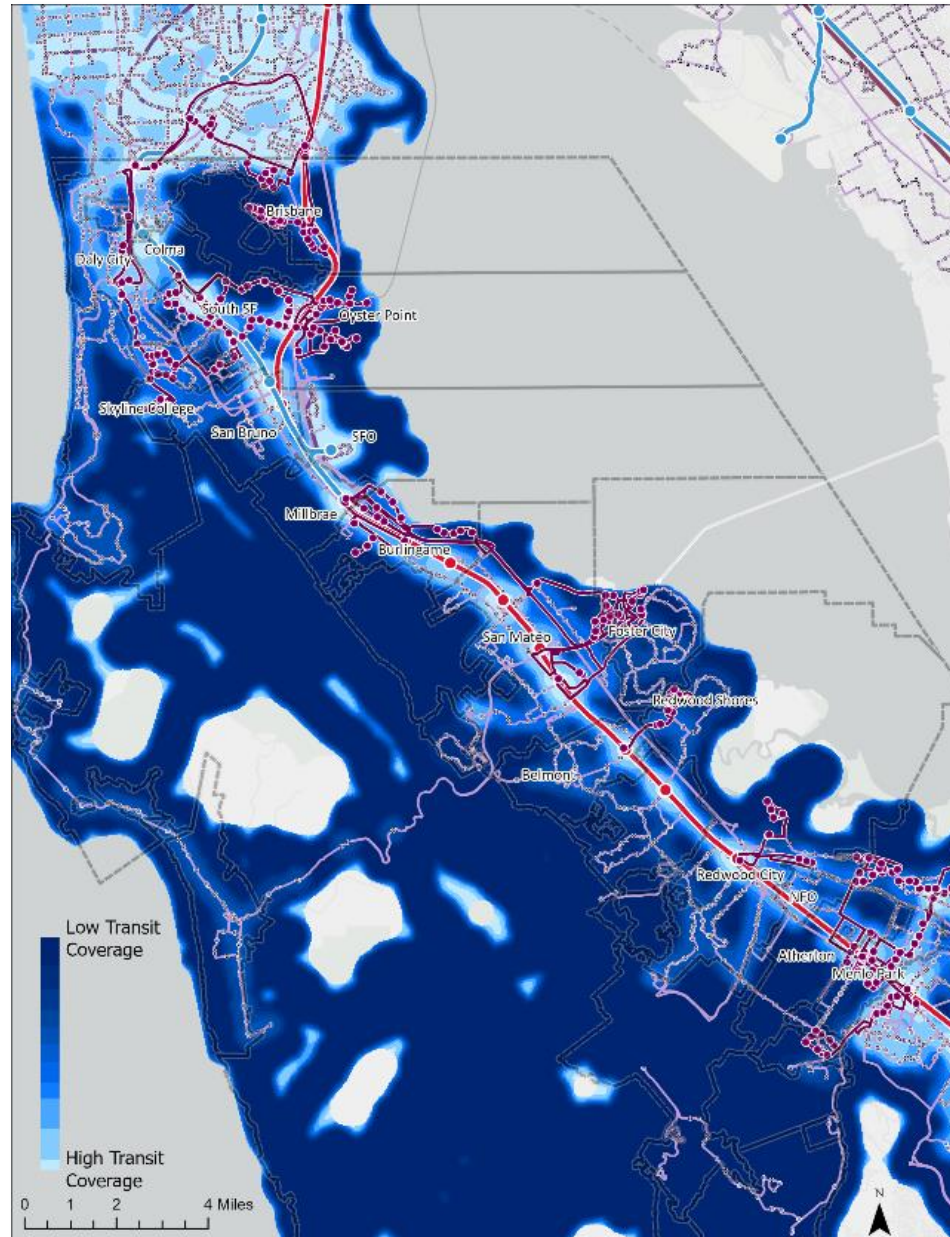 Brisbane
Colma
Daly City
South SF
Oyster Point
Skyline College
San Bruno
SFO
Millbrae
Burlingame
San Mateo
Foster City
Redwood Shores
Belmont
Redwood City
NFO
Atherton
Menlo Park
Low Transit
Coverage
High Transit
Coverage
0 2 4 Miles
N